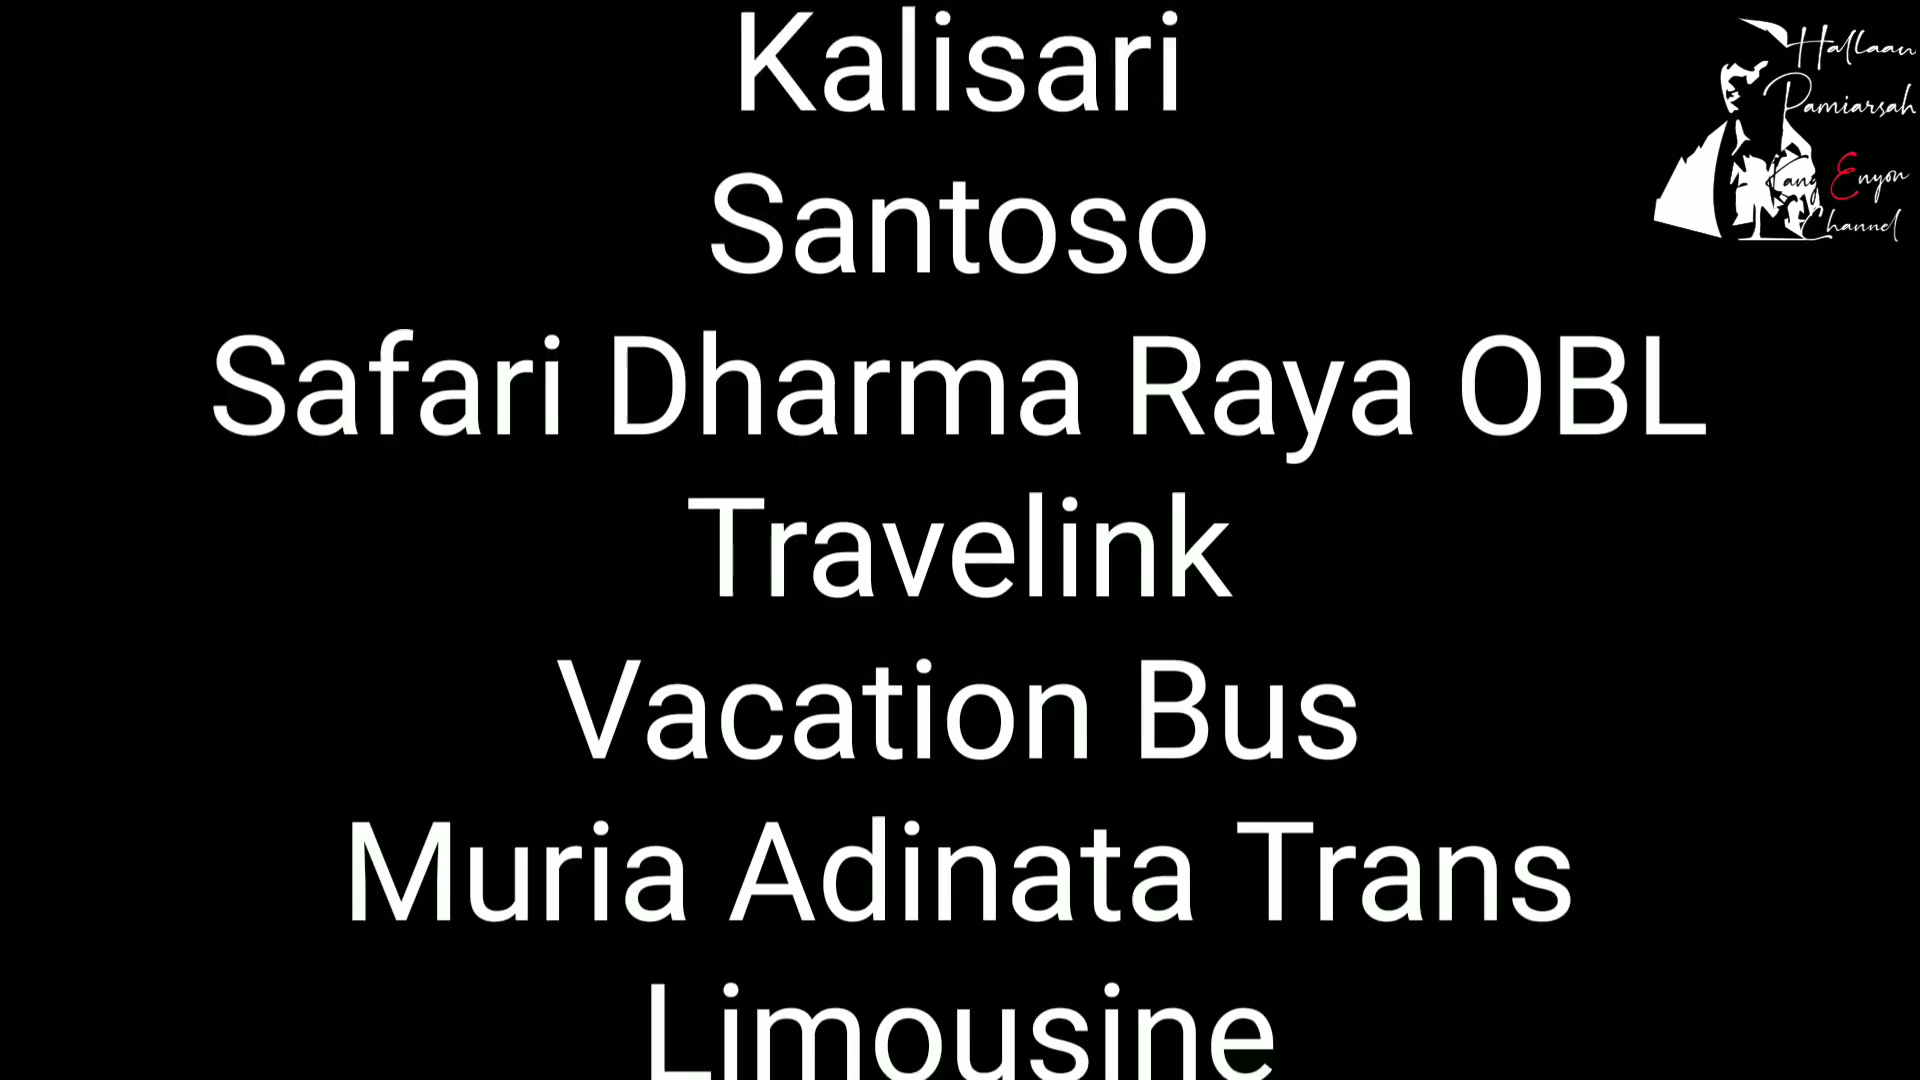 Kalisari
Santoso
Safari Dharma Raya OBL
Travelink
Vacation Bus
Muria Adinata Trans
Limousine
Hallaan
Pamiarsah
Kang Enyon
Channel